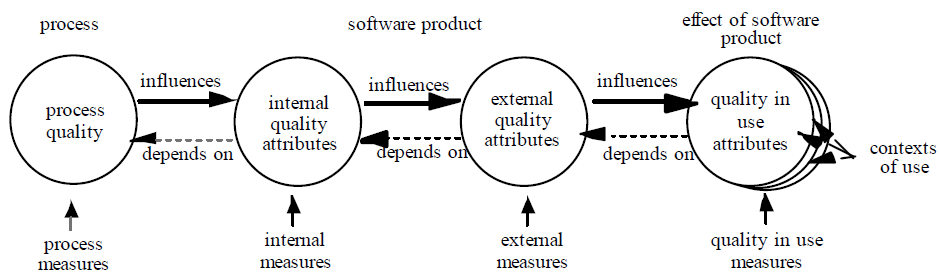 process
software product
effect of software
product
influences
influences
influences
process
quality
internal
quality
attributes
external
quality
attributes
quality in
use
attributes
depends on
depends on
depends on
contexts
of use
process
measures
internal
measures
external
measures
quality in use
measures